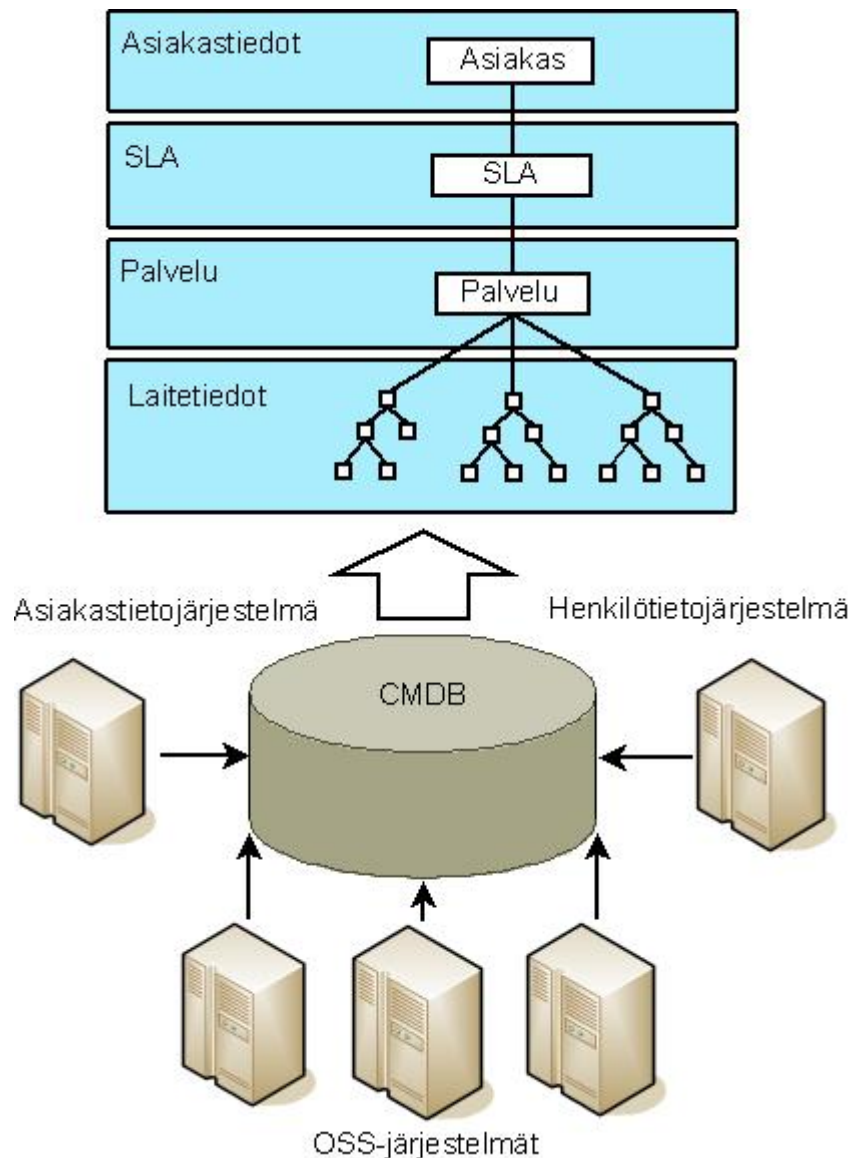 Asiakastiedot
Asiakas
SLA
SLA
Palvelu
Palvelu
Laitetiedot
Asiakastietojärjestelmä
Henkilötietojärjestelmä
CMDB
OSS-järjestelmät